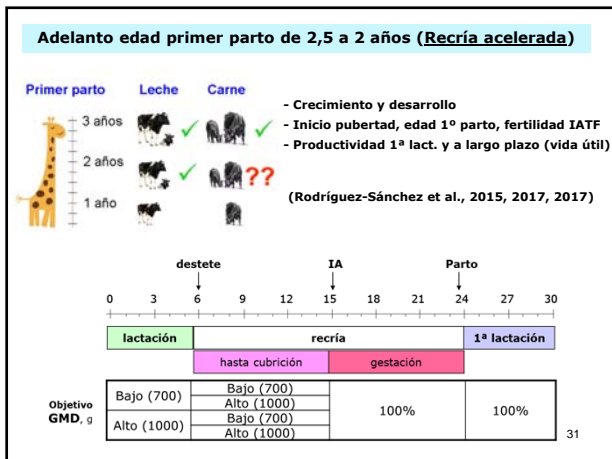 Adelanto edad primer parto de 2,5 a 2 años (Recría acelerada)
Primer parto Leche Carne
3 años
2 años ??
1 año
- Crecimiento y desarrollo
- Inicio pubertad, edad 1º parto, fertilidad IATF
- Productividad 1ª lact. y a largo plazo (vida útil)
(Rodríguez-Sánchez et al., 2015, 2017, 2017)
destete IA Parto
0 3 6 9 12 15 18 21 24 27 30
lactación recría 1ª lactación
hasta cubrición gestación
Objetivo
GMD, g
Bajo (700) Bajo (700) 100% 100%
Alto (1000)
Alto (1000) Bajo (700)
Alto (1000)
31